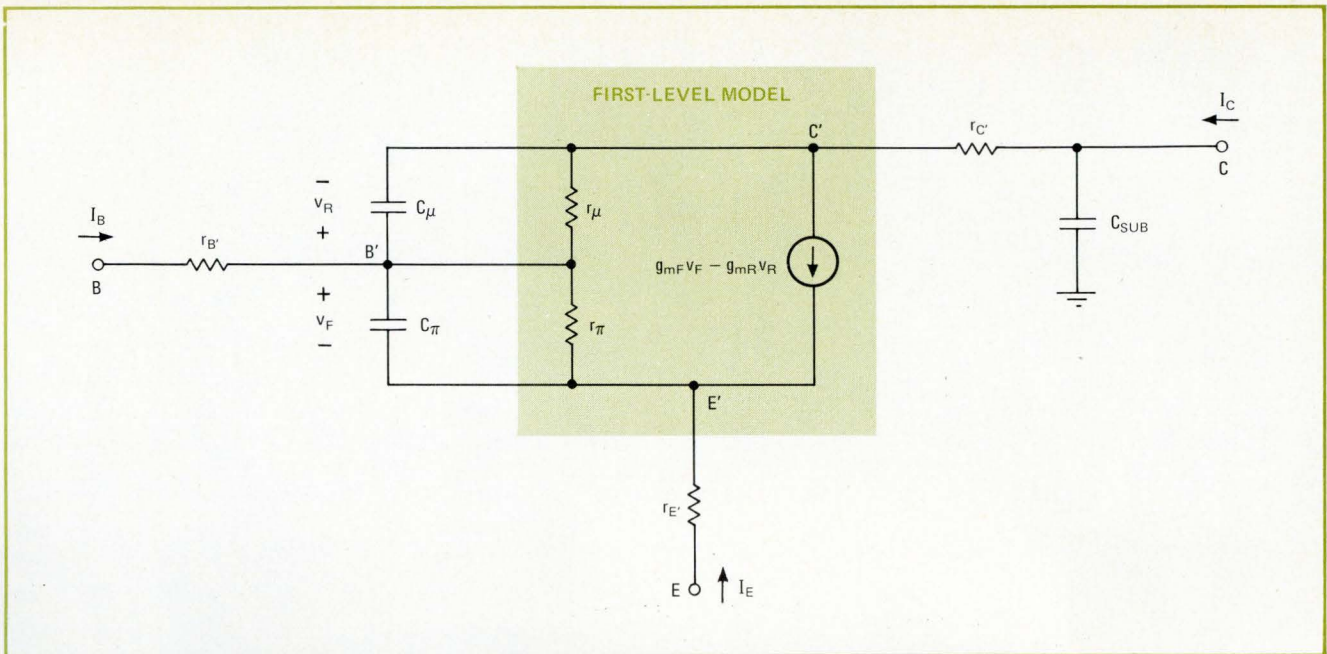 FIRST-LEVEL MODEL
I_C
C'
r_C'
C
−
v_R
+
C_μ
r_μ
C_SUB
I_B
r_B'
B'
g_mF v_F − g_mR v_R
B
+
v_F
−
C_π
r_π
E'
r_E'
E
I_E